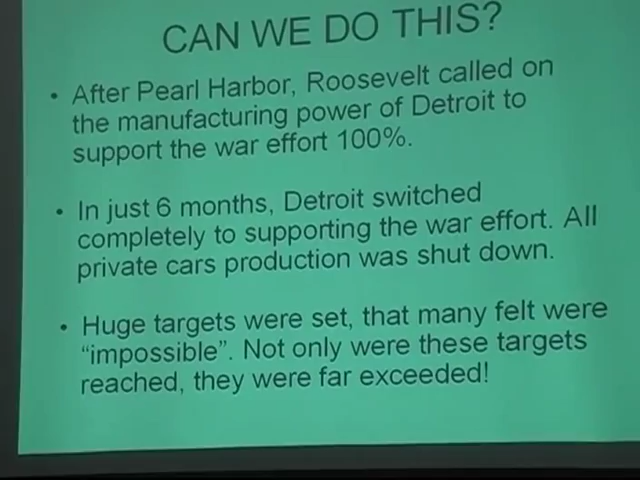 CAN WE DO THIS?
• After Pearl Harbor, Roosevelt called on
the manufacturing power of Detroit to
support the war effort 100%.
• In just 6 months, Detroit switched
completely to supporting the war effort. All
private cars production was shut down.
• Huge targets were set, that many felt were
“impossible”. Not only were these targets
reached, they were far exceeded!